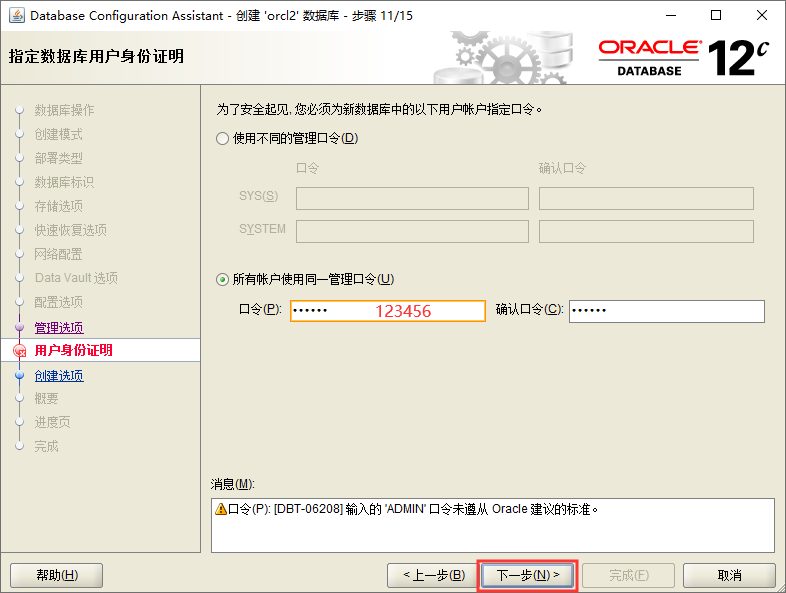 Database Configuration Assistant - 创建 'orcl2' 数据库 - 步骤 11/15
指定数据库用户身份证明
ORACLE®
DATABASE
12c
数据库操作
创建模式
部署类型
数据库标识
存储选项
快速恢复选项
网络配置
Data Vault 选项
配置选项
管理选项
用户身份证明
创建选项
概要
进度页
完成
为了安全起见, 您必须为新数据库中的以下用户帐户指定口令。
使用不同的管理口令(D)
口令 确认口令
SYS(S)
SYSTEM
所有帐户使用同一管理口令(U)
口令(P): •••••• 123456 确认口令(C): ••••••
消息(M):
口令(P): [DBT-06208] 输入的 'ADMIN' 口令未遵从 Oracle 建议的标准。
帮助(H) < 上一步(B) 下一步(N) > 完成(F) 取消